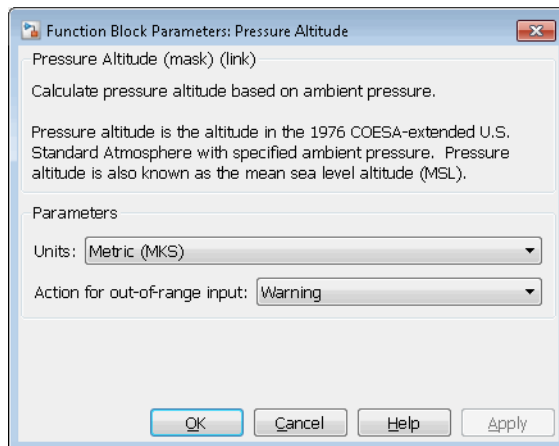 Function Block Parameters: Pressure Altitude
Pressure Altitude (mask) (link)
Calculate pressure altitude based on ambient pressure.
Pressure altitude is the altitude in the 1976 COESA-extended U.S.
Standard Atmosphere with specified ambient pressure.  Pressure
altitude is also known as the mean sea level altitude (MSL).
Parameters
Units: Metric (MKS)
Action for out-of-range input: Warning
OK Cancel Help Apply